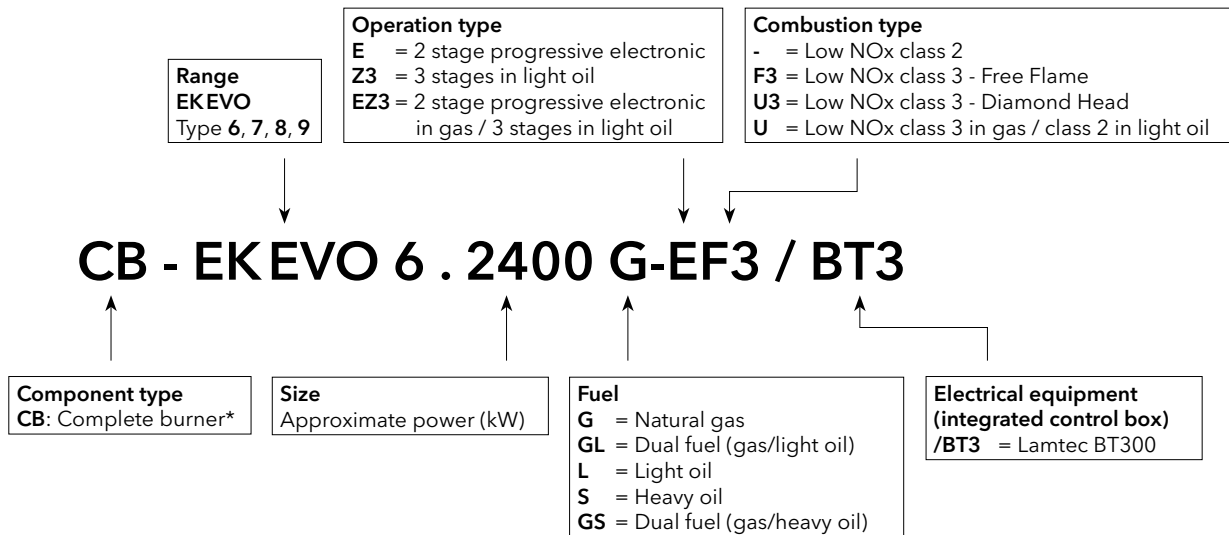 Operation type
E = 2 stage progressive electronic
Z3 = 3 stages in light oil
EZ3 = 2 stage progressive electronic
in gas / 3 stages in light oil
Combustion type
- = Low NOx class 2
F3 = Low NOx class 3 - Free Flame
U3 = Low NOx class 3 - Diamond Head
U = Low NOx class 3 in gas / class 2 in light oil
Range
EKEVO
Type 6, 7, 8, 9
CB - EKEVO 6 . 2400 G-EF3 / BT3
Component type
CB: Complete burner*
Size
Approximate power (kW)
Fuel
G = Natural gas
GL = Dual fuel (gas/light oil)
L = Light oil
S = Heavy oil
GS = Dual fuel (gas/heavy oil)
Electrical equipment
(integrated control box)
/BT3 = Lamtec BT300